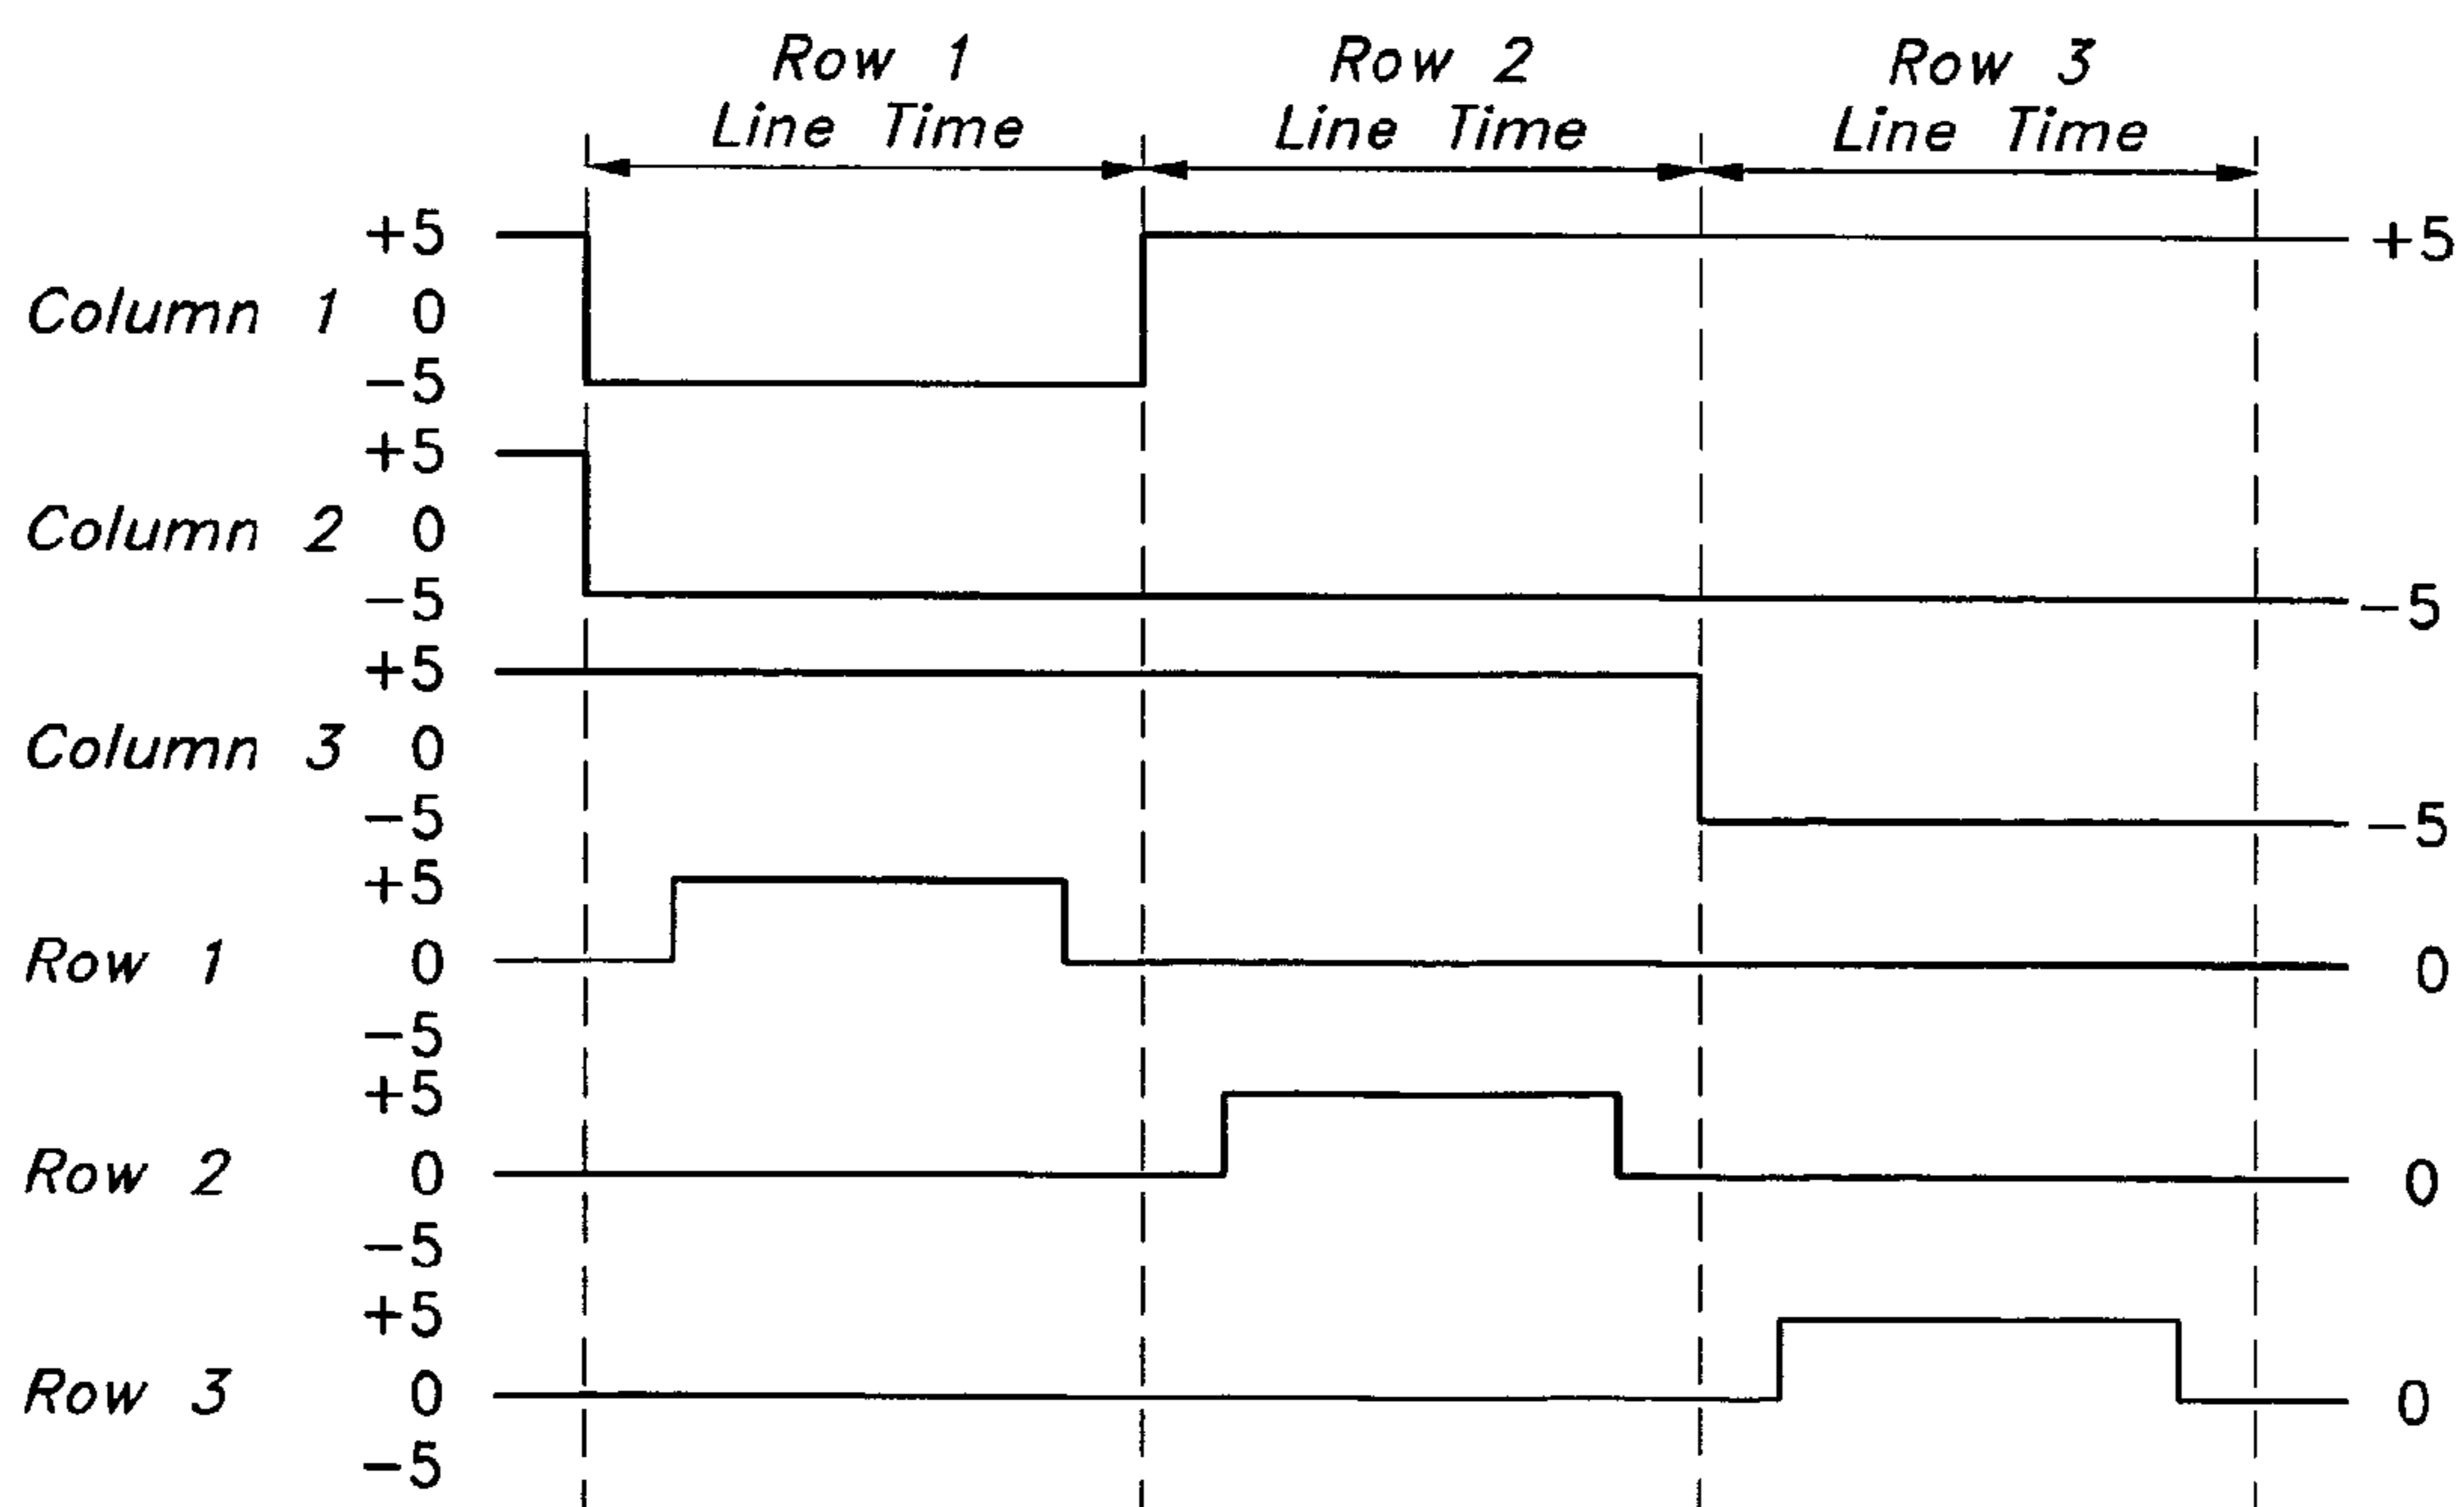 Row 1 Row 2 Row 3
Line Time Line Time Line Time
+5 +5
Column 1 0
-5
+5
Column 2 0
-5 -5
+5
Column 3 0
-5 -5
+5
Row 1 0 0
-5
+5
Row 2 0 0
-5
+5
Row 3 0 0
-5